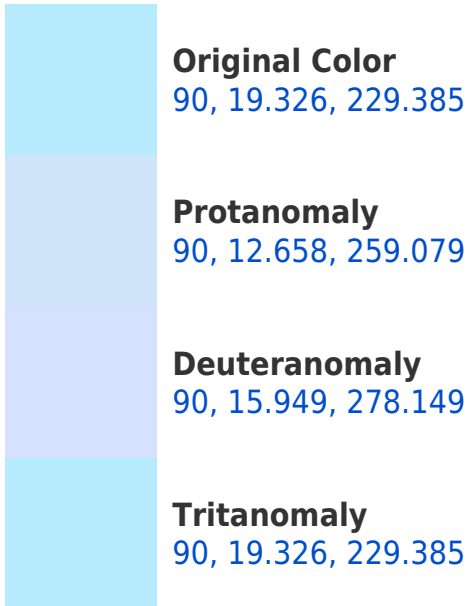 Original Color
90, 19.326, 229.385
Protanomaly
90, 12.658, 259.079
Deuteranomaly
90, 15.949, 278.149
Tritanomaly
90, 19.326, 229.385